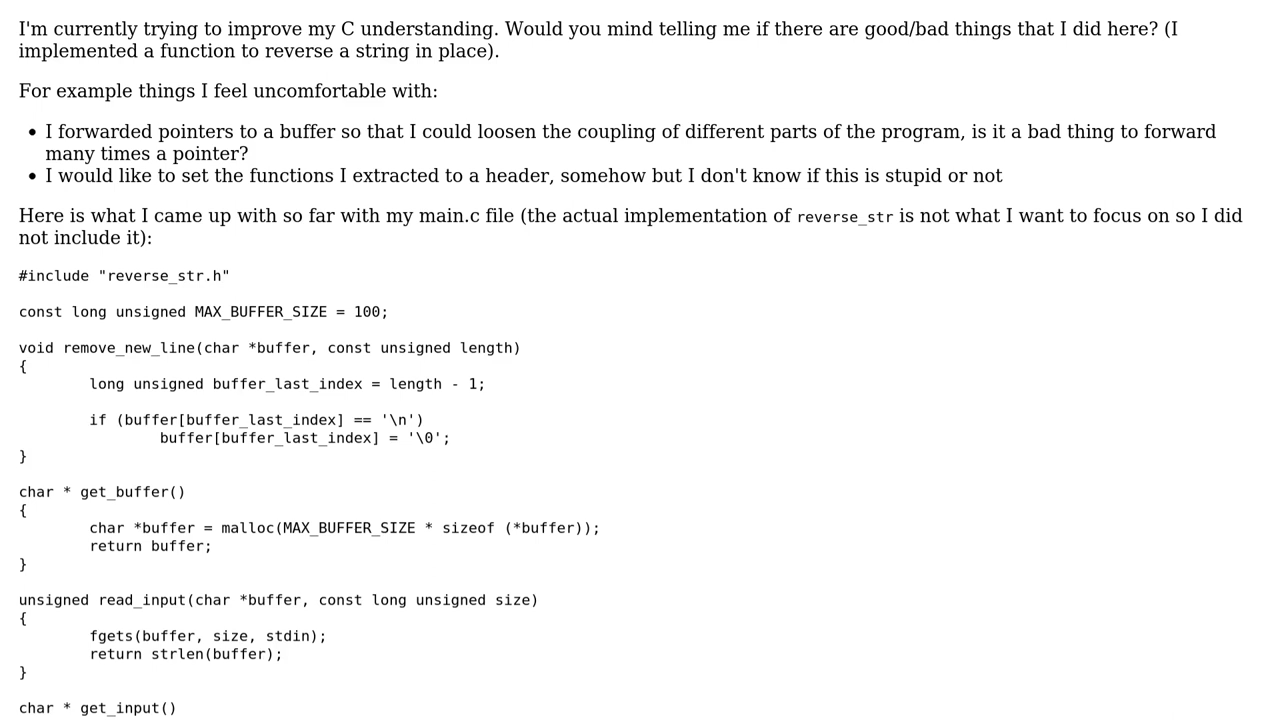 I'm currently trying to improve my C understanding. Would you mind telling me if there are good/bad things that I did here? (I
implemented a function to reverse a string in place).
For example things I feel uncomfortable with:
• I forwarded pointers to a buffer so that I could loosen the coupling of different parts of the program, is it a bad thing to forward
many times a pointer?
• I would like to set the functions I extracted to a header, somehow but I don't know if this is stupid or not
Here is what I came up with so far with my main.c file (the actual implementation of reverse_str is not what I want to focus on so I did
not include it):
#include "reverse_str.h"
const long unsigned MAX_BUFFER_SIZE = 100;
void remove_new_line(char *buffer, const unsigned length)
{
        long unsigned buffer_last_index = length - 1;
        if (buffer[buffer_last_index] == '\n')
                buffer[buffer_last_index] = '\0';
}
char * get_buffer()
{
        char *buffer = malloc(MAX_BUFFER_SIZE * sizeof (*buffer));
        return buffer;
}
unsigned read_input(char *buffer, const long unsigned size)
{
        fgets(buffer, size, stdin);
        return strlen(buffer);
}
char * get_input()